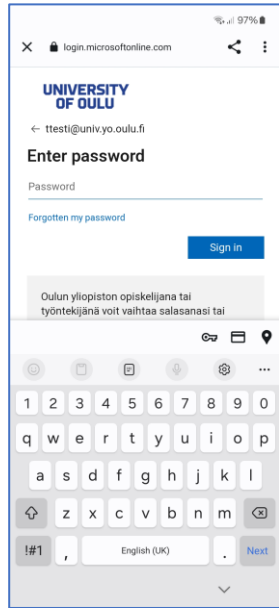 97%
login.microsoftonline.com
UNIVERSITY
OF OULU
← ttesti@univ.yo.oulu.fi
Enter password
Password
Forgotten my password
Sign in
Oulun yliopiston opiskelijana tai
työntekijänä voit vaihtaa salasanasi tai
1 2 3 4 5 6 7 8 9 0
q w e r t y u i o p
a s d f g h j k l
z x c v b n m
!#1 , English (UK) . Next